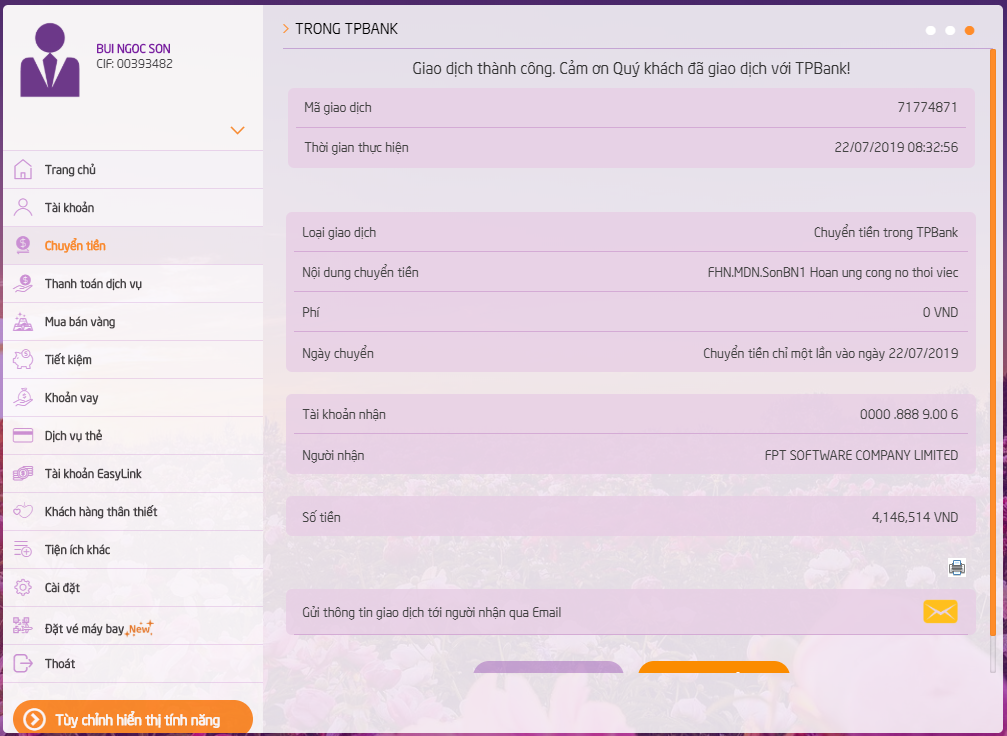 BUI NGOC SON
CIF: 00393482
Trang chủ
Tài khoản
Chuyển tiền
Thanh toán dịch vụ
Mua bán vàng
Tiết kiệm
Khoản vay
Dịch vụ thẻ
Tài khoản EasyLink
Khách hàng thân thiết
Tiện ích khác
Cài đặt
Đặt vé máy bay New
Thoát
Tùy chỉnh hiển thị tính năng
TRONG TPBANK
Giao dịch thành công. Cảm ơn Quý khách đã giao dịch với TPBank!
Mã giao dịch 71774871
Thời gian thực hiện 22/07/2019 08:32:56
Loại giao dịch Chuyển tiền trong TPBank
Nội dung chuyển tiền FHN.MDN.SonBN1 Hoan ung cong no thoi viec
Phí 0 VND
Ngày chuyển Chuyển tiền chỉ một lần vào ngày 22/07/2019
Tài khoản nhận 0000 .888 9.00 6
Người nhận FPT SOFTWARE COMPANY LIMITED
Số tiền 4,146,514 VND
Gửi thông tin giao dịch tới người nhận qua Email